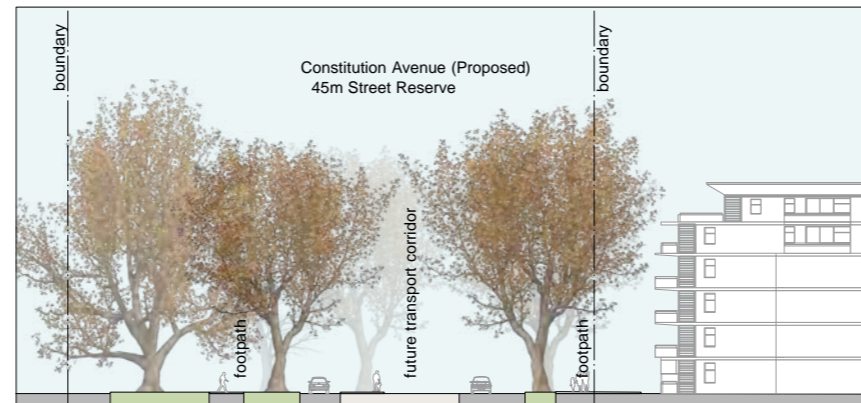 boundary
Constitution Avenue (Proposed)
45m Street Reserve
boundary
footpath
future transport corridor
footpath